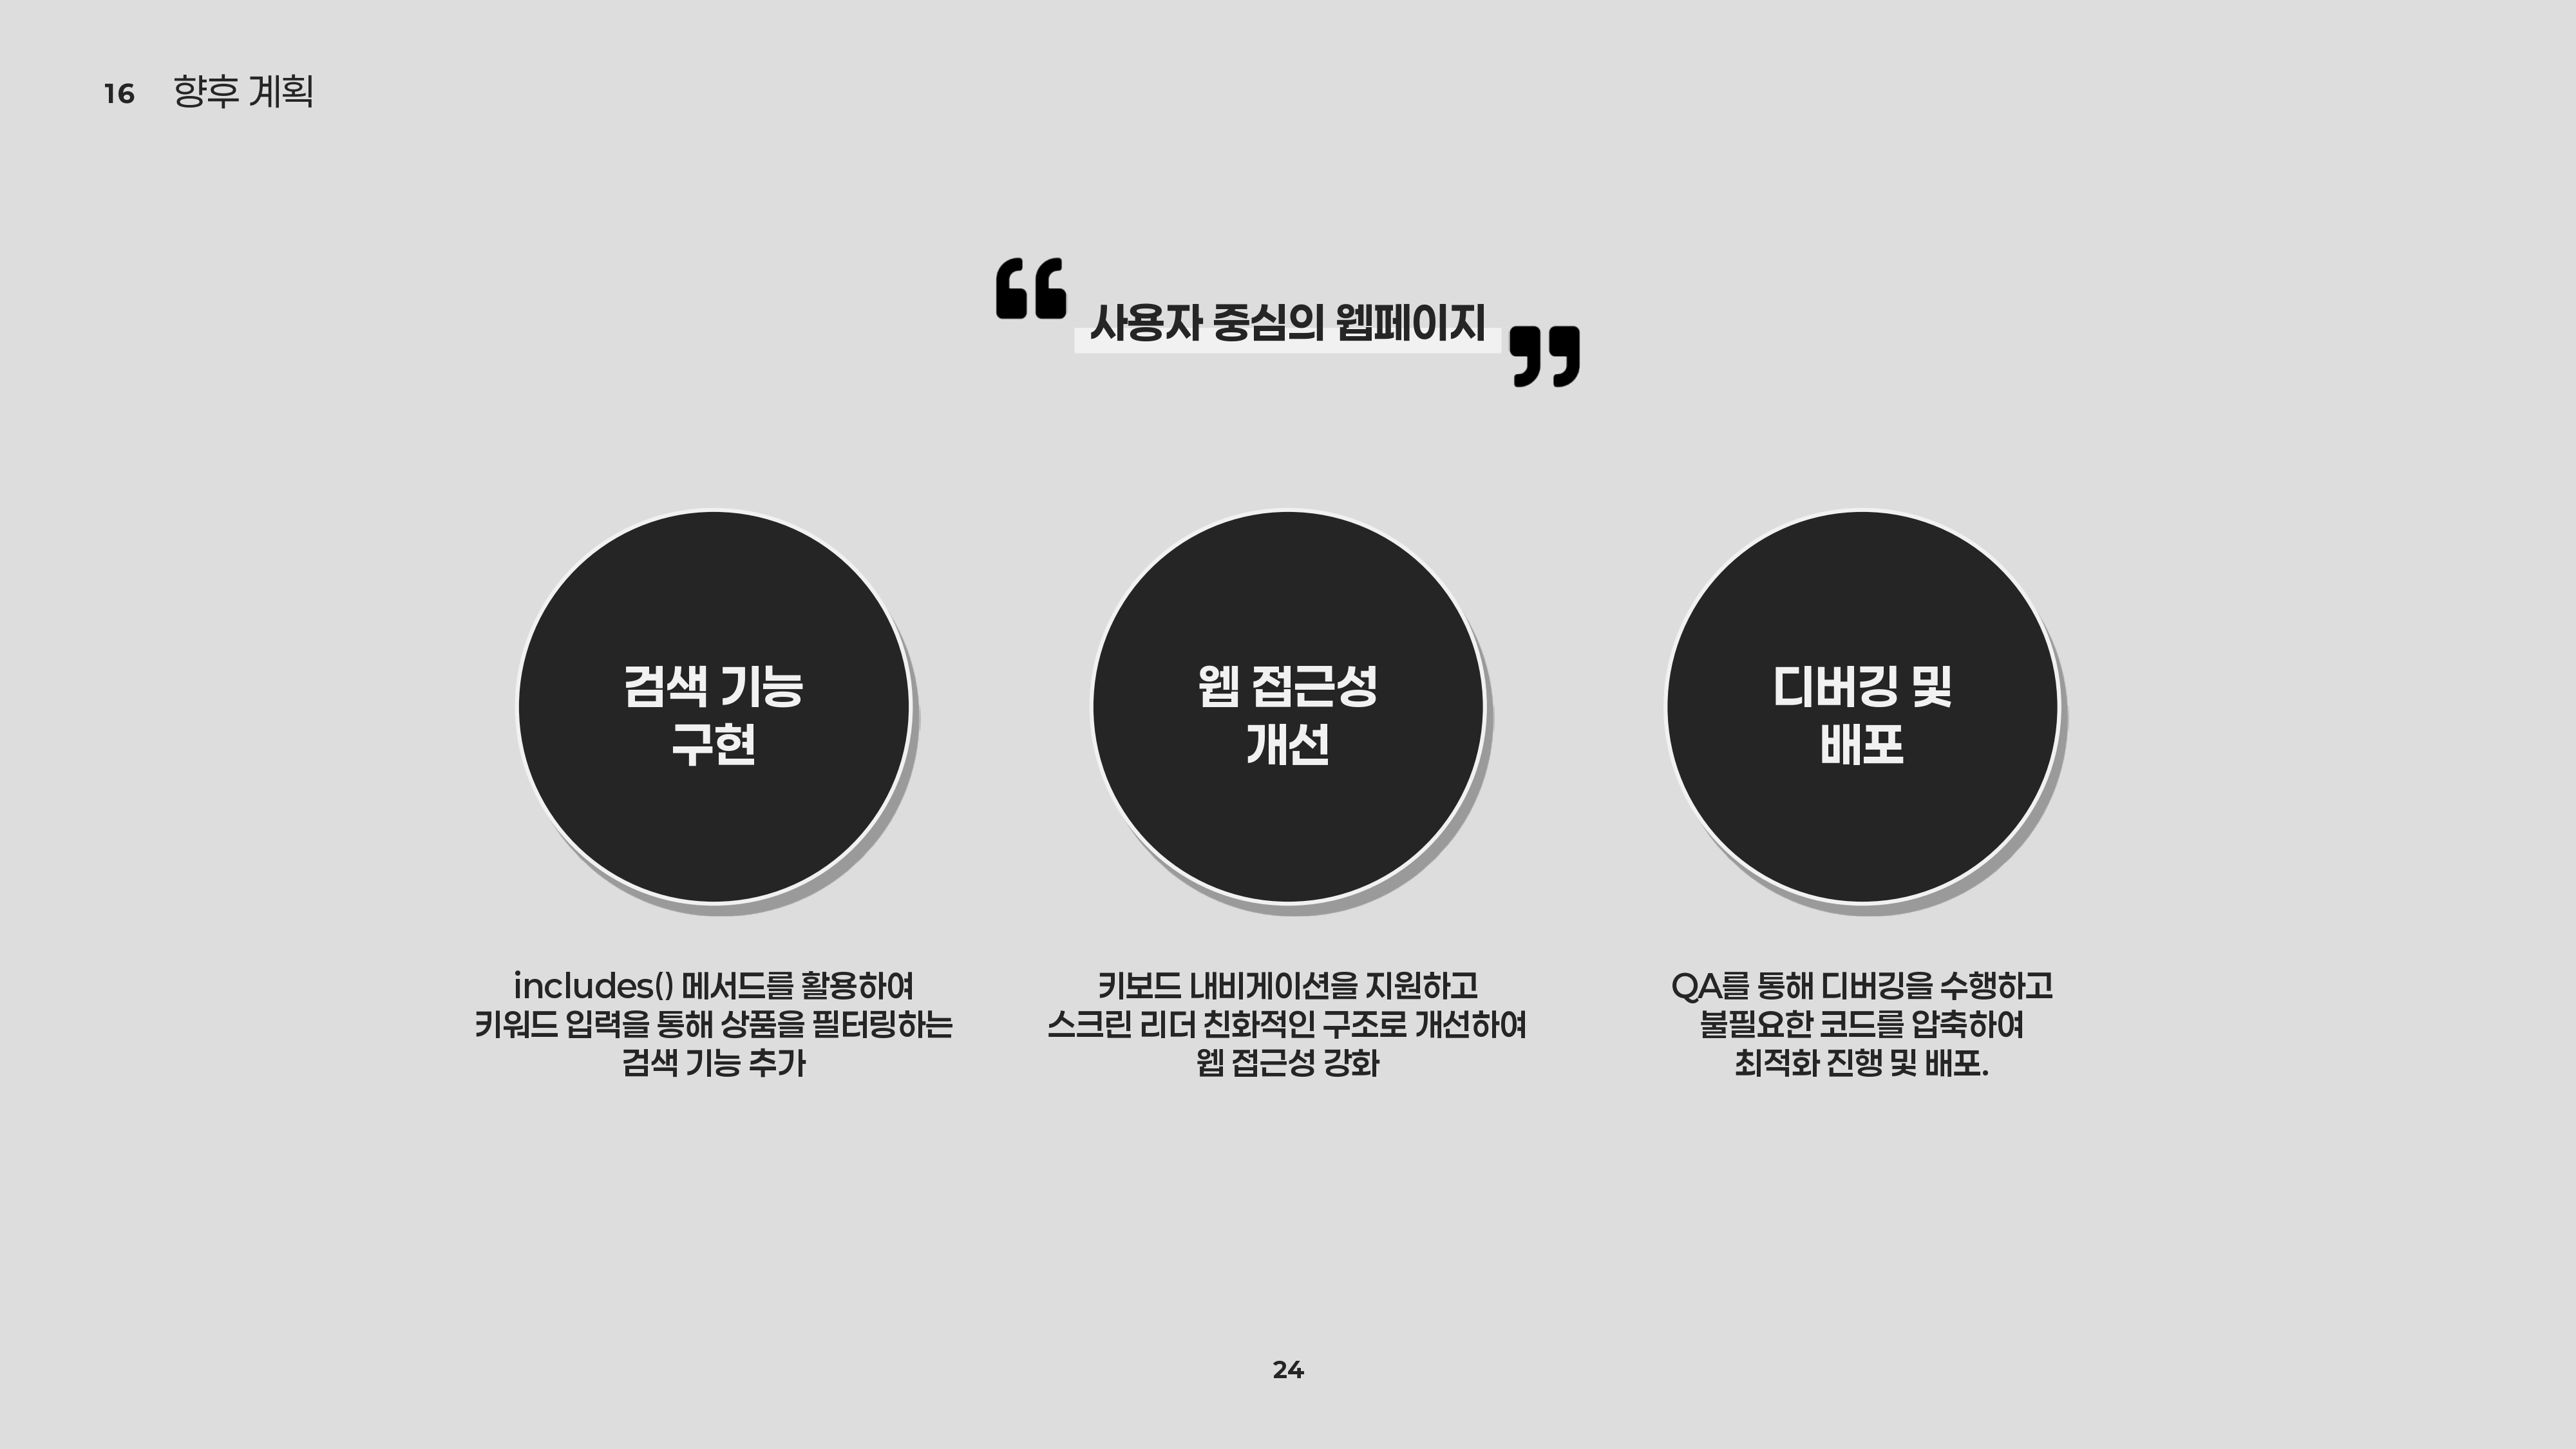 16 향후 계획
“ 사용자 중심의 웹페이지 ”
검색 기능
구현
웹 접근성
개선
디버깅 및
배포
includes() 메서드를 활용하여
키워드 입력을 통해 상품을 필터링하는
검색 기능 추가
키보드 내비게이션을 지원하고
스크린 리더 친화적인 구조로 개선하여
웹 접근성 강화
QA를 통해 디버깅을 수행하고
불필요한 코드를 압축하여
최적화 진행 및 배포.
24